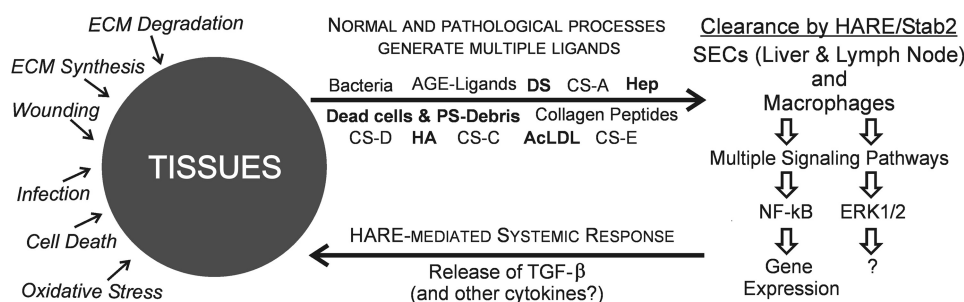 ECM Degradation
ECM Synthesis
Wounding
Infection
Cell Death
Oxidative Stress
TISSUES
NORMAL AND PATHOLOGICAL PROCESSES
GENERATE MULTIPLE LIGANDS
Bacteria AGE-Ligands DS CS-A Hep
Dead cells & PS-Debris Collagen Peptides
CS-D HA CS-C AcLDL CS-E
HARE-MEDIATED SYSTEMIC RESPONSE
Release of TGF-β
(and other cytokines?)
Clearance by HARE/Stab2
SECs (Liver & Lymph Node)
and
Macrophages
Multiple Signaling Pathways
NF-kB ERK1/2
Gene ?
Expression